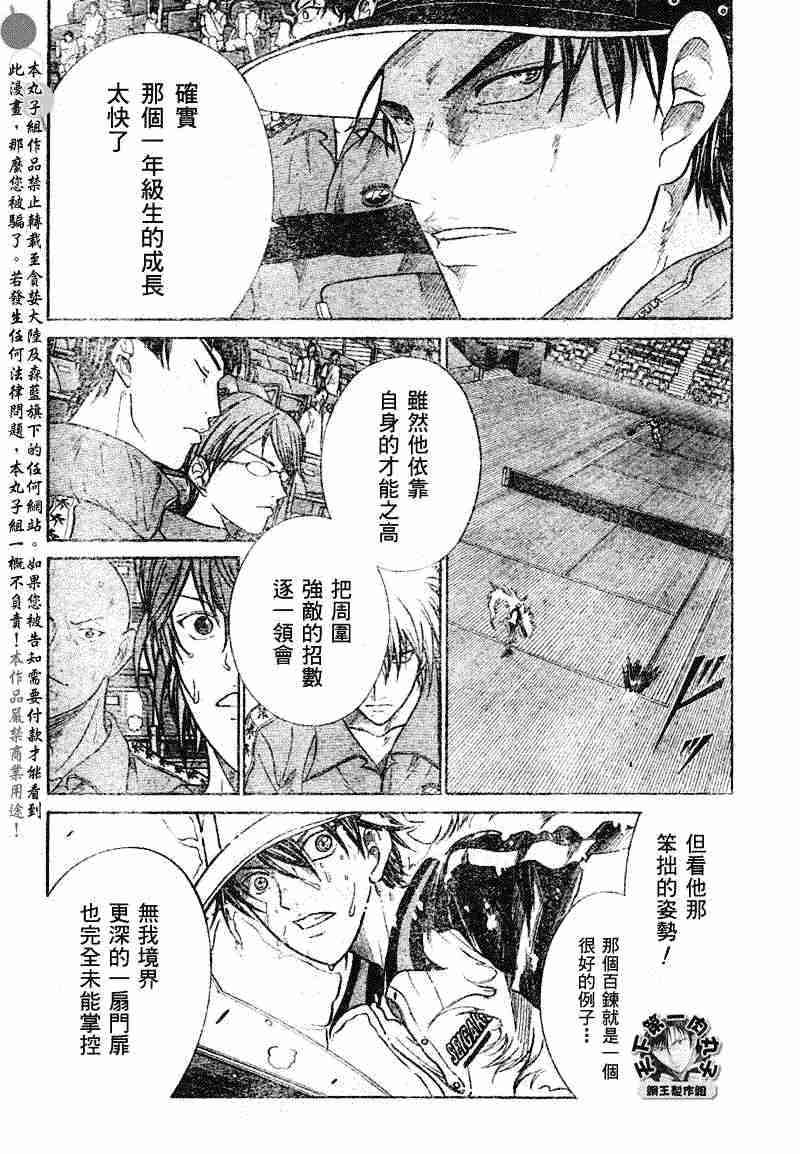 確實
那個一年級生的成長
太快了
雖然他依靠
自身的才能之高
把周圍
強敵的招數
逐一領會
但看他那
笨拙的姿勢！
那個百鍊就是一個
很好的例子…
無我境界
更深的一扇門扉
也完全未能掌控
SEIGAKU
天下第一丸子
網王製作組
本丸子組作品禁止轉載至貪婪大陸及森藍旗下的任何網站。如果您被告知需要付款才能看到
此漫畫，那麼您被騙了。若發生任何法律問題，本丸子組一概不負責！本作品嚴禁商業用途！